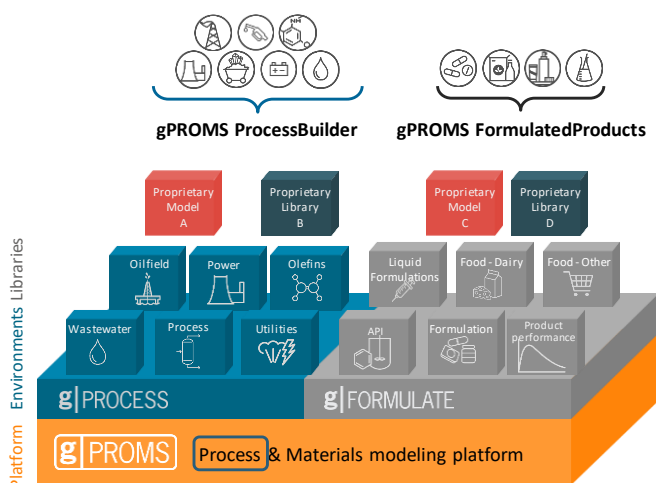 NH
gPROMS ProcessBuilder
gPROMS FormulatedProducts
Proprietary
Model
A
Proprietary
Library
B
Proprietary
Model
C
Proprietary
Library
D
Oilfield
Power
Olefins
Liquid
Formulations
Food - Dairy
Food - Other
Wastewater
Process
Utilities
API
Formulation
Product
performance
g|PROCESS
g|FORMULATE
g|PROMS
Process & Materials modeling platform
Platform Environments Libraries